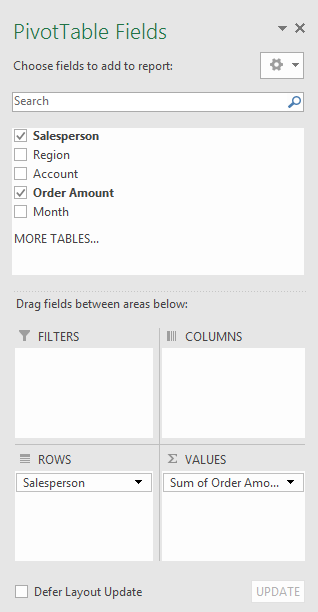 PivotTable Fields
Choose fields to add to report:
Search
Salesperson
Region
Account
Order Amount
Month
MORE TABLES...
Drag fields between areas below:
FILTERS
COLUMNS
ROWS
VALUES
Salesperson
Sum of Order Amo...
Defer Layout Update
UPDATE